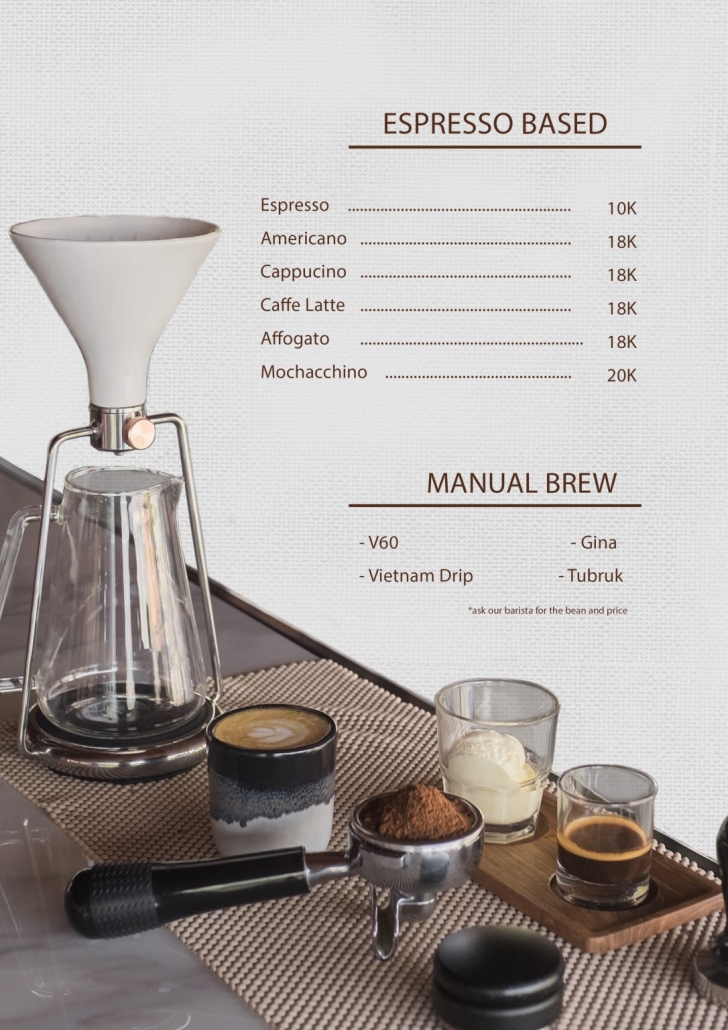 ESPRESSO BASED
Espresso ........................ 10K
Americano ........................ 18K
Cappucino ........................ 18K
Caffe Latte ........................ 18K
Affogato ........................ 18K
Mochacchino ........................ 20K
MANUAL BREW
- V60 - Gina
- Vietnam Drip - Tubruk
*ask our barista for the bean and price